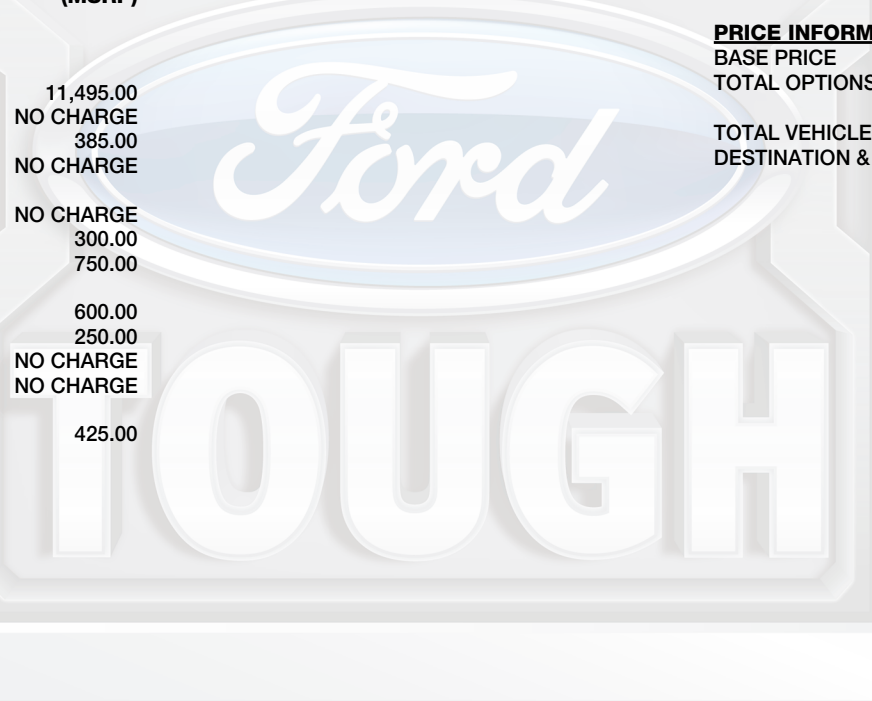 (MSRP)
11,495.00
NO CHARGE
385.00
NO CHARGE
NO CHARGE
300.00
750.00
600.00
250.00
NO CHARGE
NO CHARGE
425.00
PRICE INFORM
BASE PRICE
TOTAL OPTIONS
TOTAL VEHICLE
DESTINATION &
Ford
TOUGH